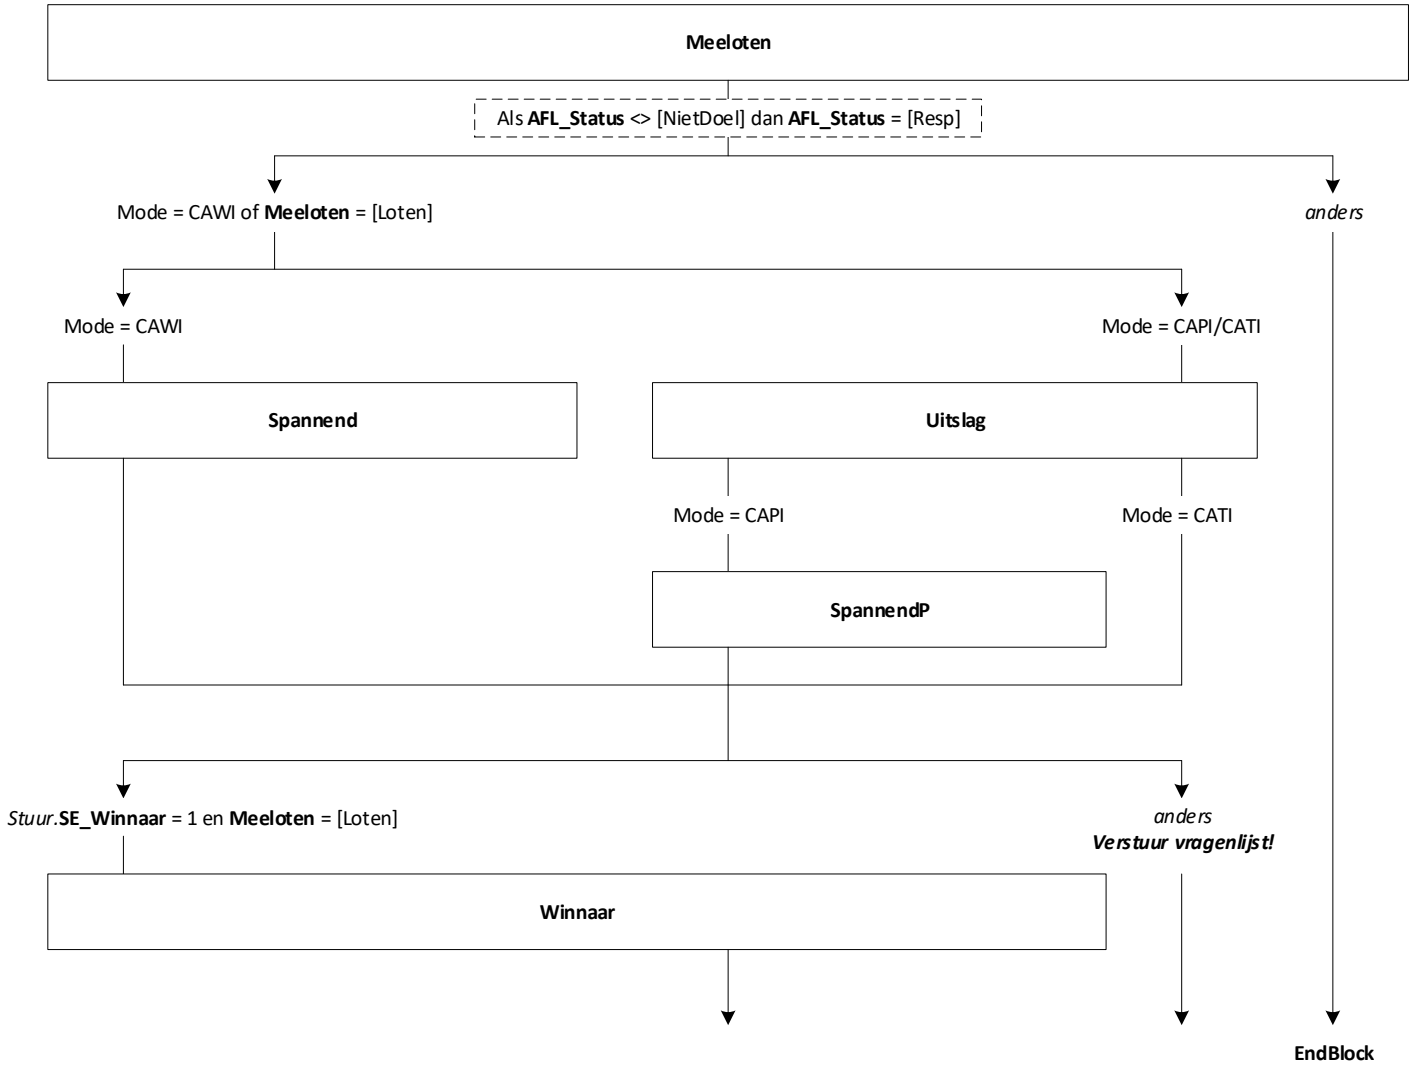 Meeloten
Als AFL_Status <> [NietDoel] dan AFL_Status = [Resp]
Mode = CAWI of Meeloten = [Loten]
anders
Mode = CAWI
Mode = CAPI/CATI
Spannend
Uitslag
Mode = CAPI
Mode = CATI
SpannendP
Stuur.SE_Winnaar = 1 en Meeloten = [Loten]
anders
Verstuur vragenlijst!
Winnaar
EndBlock